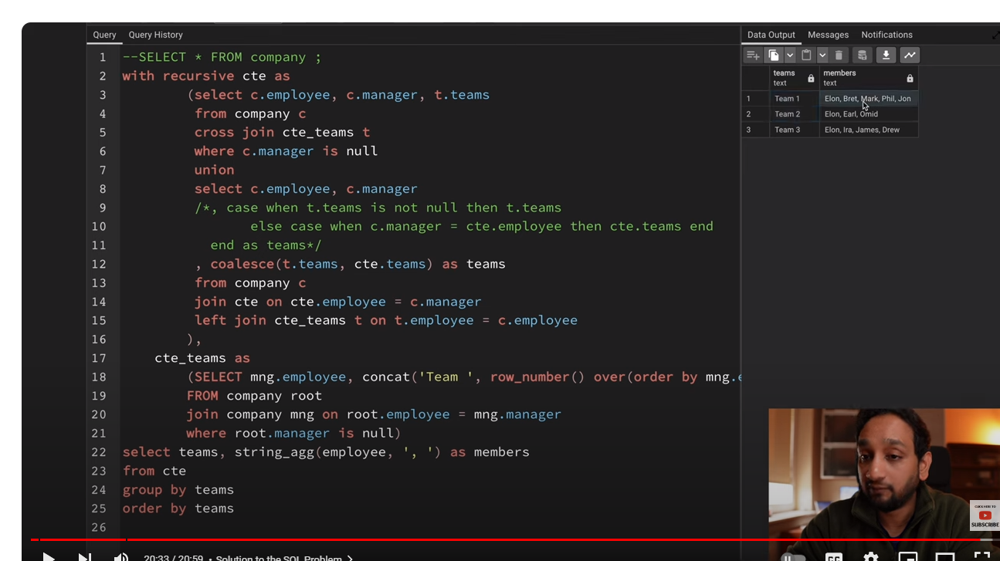 Query Query History
Data Output Messages Notifications
1 --SELECT * FROM company ;
2 with recursive cte as
3 (select c.employee, c.manager, t.teams
4 from company c
5 cross join cte_teams t
6 where c.manager is null
7 union
8 select c.employee, c.manager
9 /*, case when t.teams is not null then t.teams
10 else case when c.manager = cte.employee then cte.teams end
11 end as teams*/
12 , coalesce(t.teams, cte.teams) as teams
13 from company c
14 join cte on cte.employee = c.manager
15 left join cte_teams t on t.employee = c.employee
16 ),
17 cte_teams as
18 (SELECT mng.employee, concat('Team ', row_number() over(order by mng.e
19 FROM company root
20 join company mng on root.employee = mng.manager
21 where root.manager is null)
22 select teams, string_agg(employee, ', ') as members
23 from cte
24 group by teams
25 order by teams
26
teams members
text text
1 Team 1 Elon, Bret, Mark, Phil, Jon
2 Team 2 Elon, Earl, Omid
3 Team 3 Elon, Ira, James, Drew
CLICK HERE TO
SUBSCRIBE
20:33 / 20:59 • Solution to the SQL Problem
CC